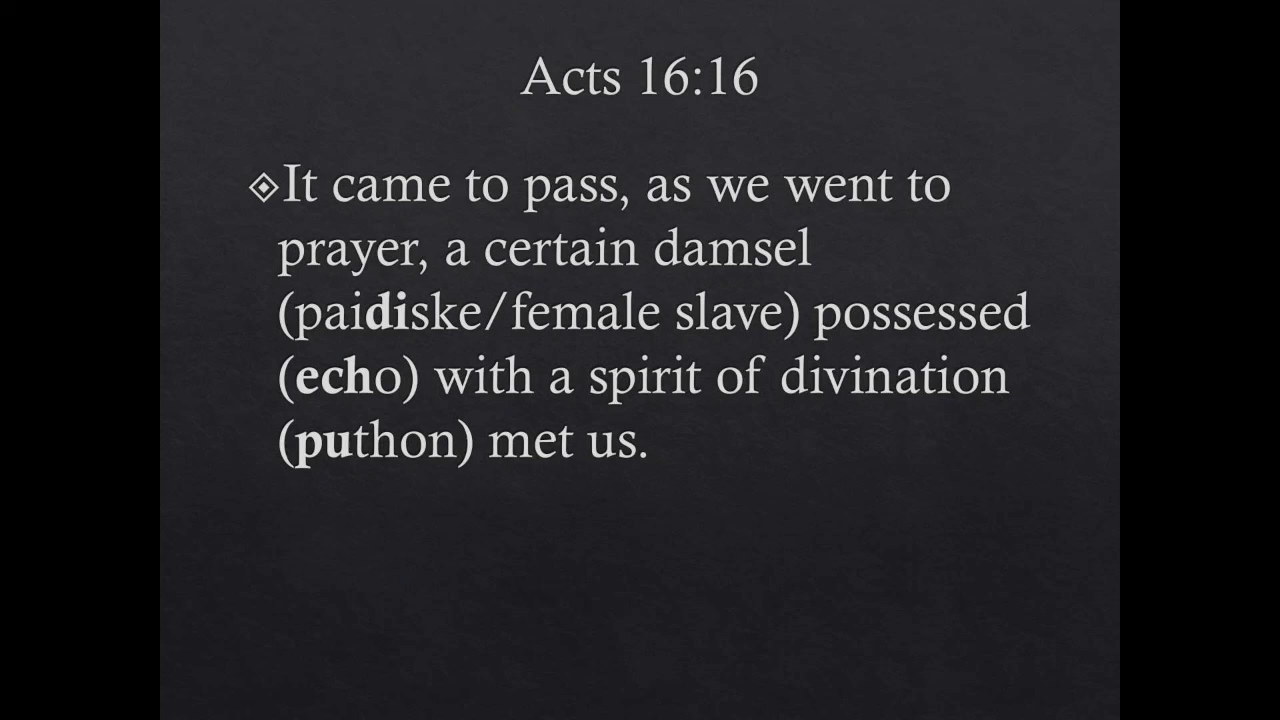 Acts 16:16
It came to pass, as we went to
prayer, a certain damsel
(paidiske/female slave) possessed
(echo) with a spirit of divination
(puthon) met us.